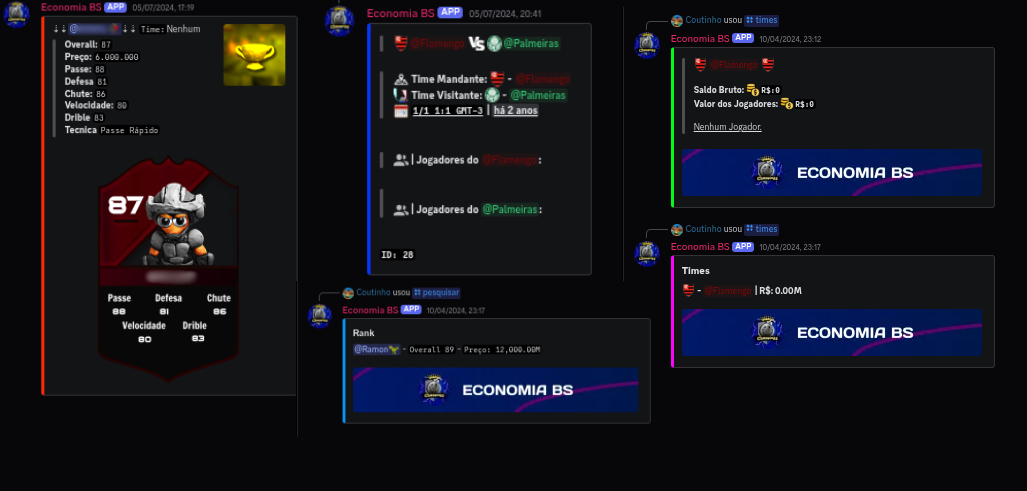 Economia BS APP 05/07/2024, 17:19
↓↓ @ ↓↓ Time: Nenhum
Overall: 87
Preço: 6.000.000
Passe: 88
Defesa 81
Chute: 86
Velocidade: 80
Drible 83
Tecnica Passe Rápido
87
Passe Defesa Chute
88 81 86
Velocidade Drible
80 83
Economia BS APP 05/07/2024, 20:41
@Flamengo VS @Palmeiras
Time Mandante: - @Flamengo
Time Visitante: - @Palmeiras
1/1 1:1 GMT-3 | há 2 anos
| Jogadores do @Flamengo:
| Jogadores do @Palmeiras:
ID: 28
Coutinho usou pesquisar
Economia BS APP 10/04/2024, 23:17
Rank
@Ramon - Overall 89 - Preço: 12,000.00M
ECONOMIA BS
Coutinho usou times
Economia BS APP 10/04/2024, 23:12
@Flamengo
Saldo Bruto: R$:0
Valor dos Jogadores: R$:0
Nenhum Jogador.
ECONOMIA BS
Coutinho usou times
Economia BS APP 10/04/2024, 23:17
Times
- @Flamengo | R$: 0.00M
ECONOMIA BS